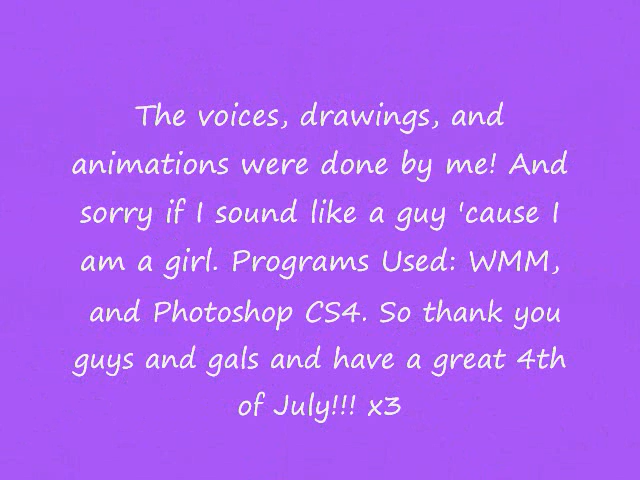 The voices, drawings, and
animations were done by me! And
sorry if I sound like a guy 'cause I
am a girl. Programs Used: WMM,
and Photoshop CS4. So thank you
guys and gals and have a great 4th
of July!!! x3